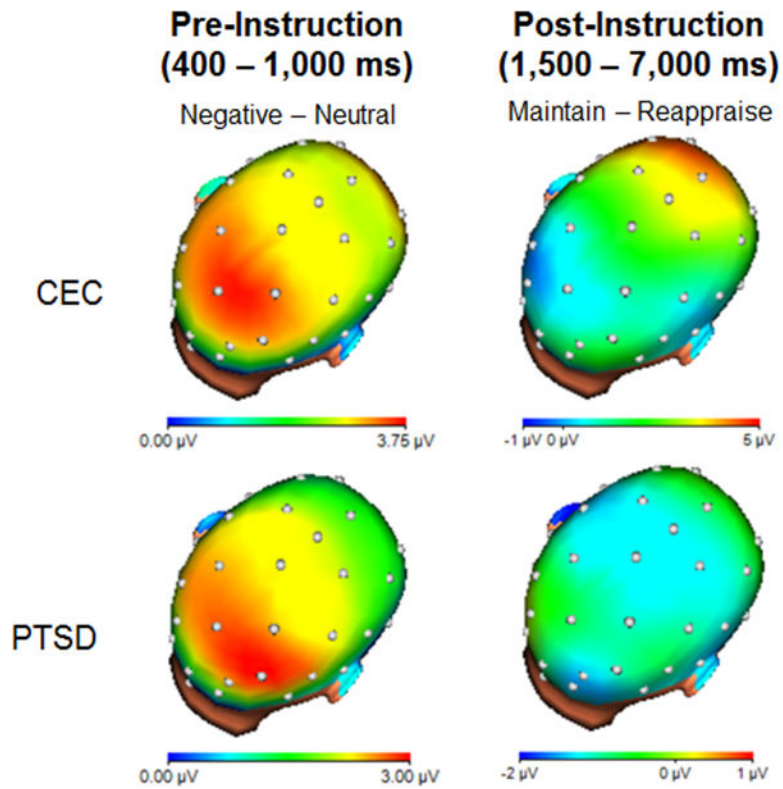 Pre-Instruction
(400 – 1,000 ms)
Negative – Neutral
Post-Instruction
(1,500 – 7,000 ms)
Maintain – Reappraise
CEC
0.00 µV 3.75 µV
-1 µV 0 µV 5 µV
PTSD
0.00 µV 3.00 µV
-2 µV 0 µV 1 µV